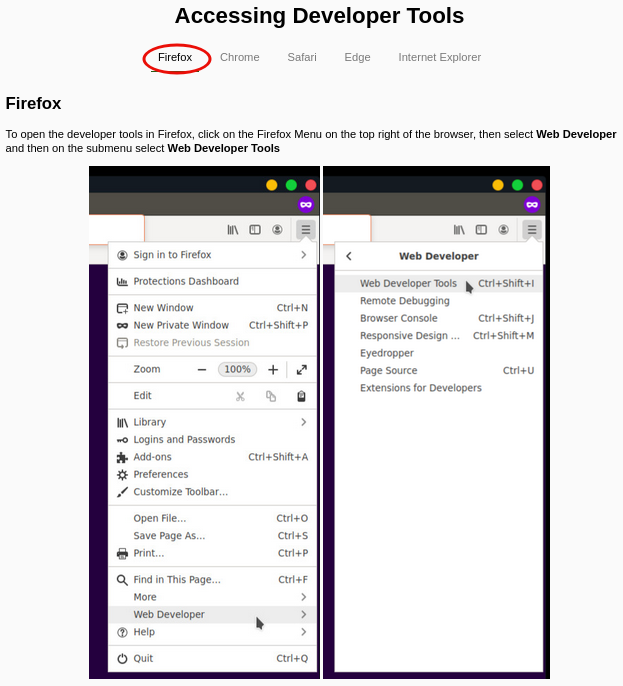 Accessing Developer Tools
Firefox Chrome Safari Edge Internet Explorer
Firefox
To open the developer tools in Firefox, click on the Firefox Menu on the top right of the browser, then select Web Developer
and then on the submenu select Web Developer Tools
Sign in to Firefox
Protections Dashboard
New Window Ctrl+N
New Private Window Ctrl+Shift+P
Restore Previous Session
Zoom − 100% +
Edit
Library
Logins and Passwords
Add-ons Ctrl+Shift+A
Preferences
Customize Toolbar...
Open File... Ctrl+O
Save Page As... Ctrl+S
Print... Ctrl+P
Find in This Page... Ctrl+F
More
Web Developer
Help
Quit Ctrl+Q
Web Developer
Web Developer Tools Ctrl+Shift+I
Remote Debugging
Browser Console Ctrl+Shift+J
Responsive Design ... Ctrl+Shift+M
Eyedropper
Page Source Ctrl+U
Extensions for Developers